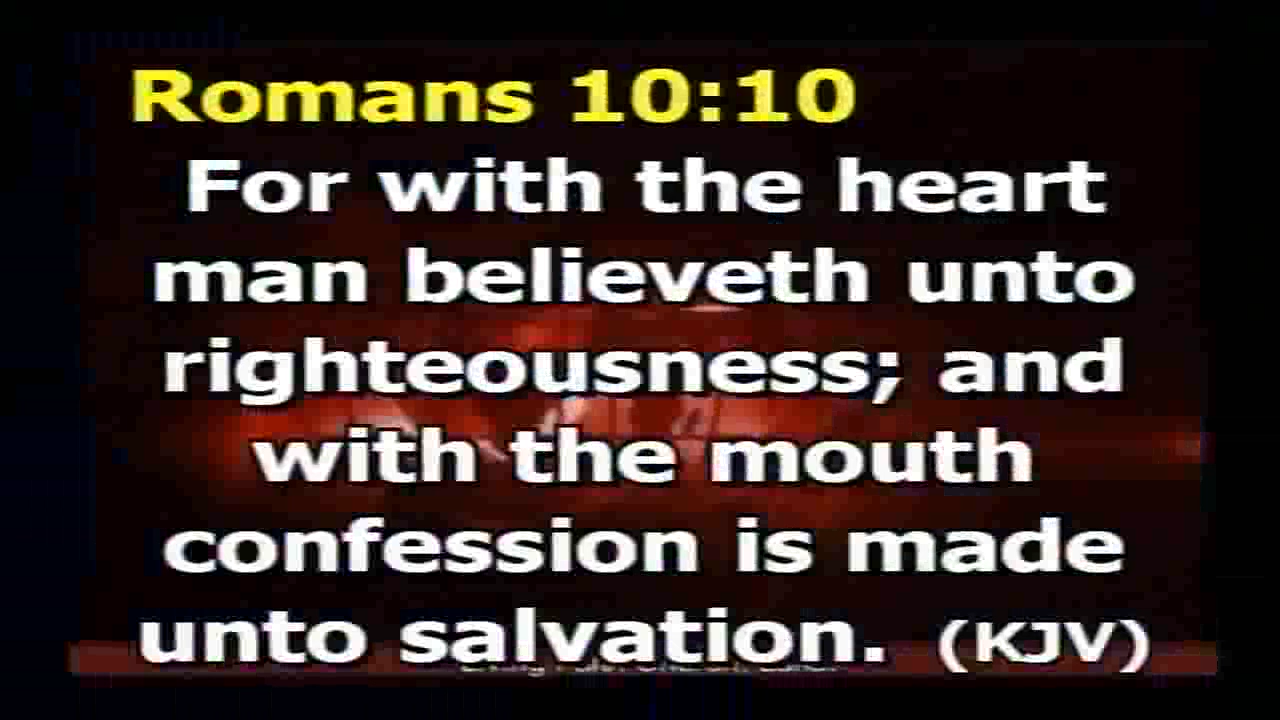 Romans 10:10
For with the heart
man believeth unto
righteousness; and
with the mouth
confession is made
unto salvation. (KJV)